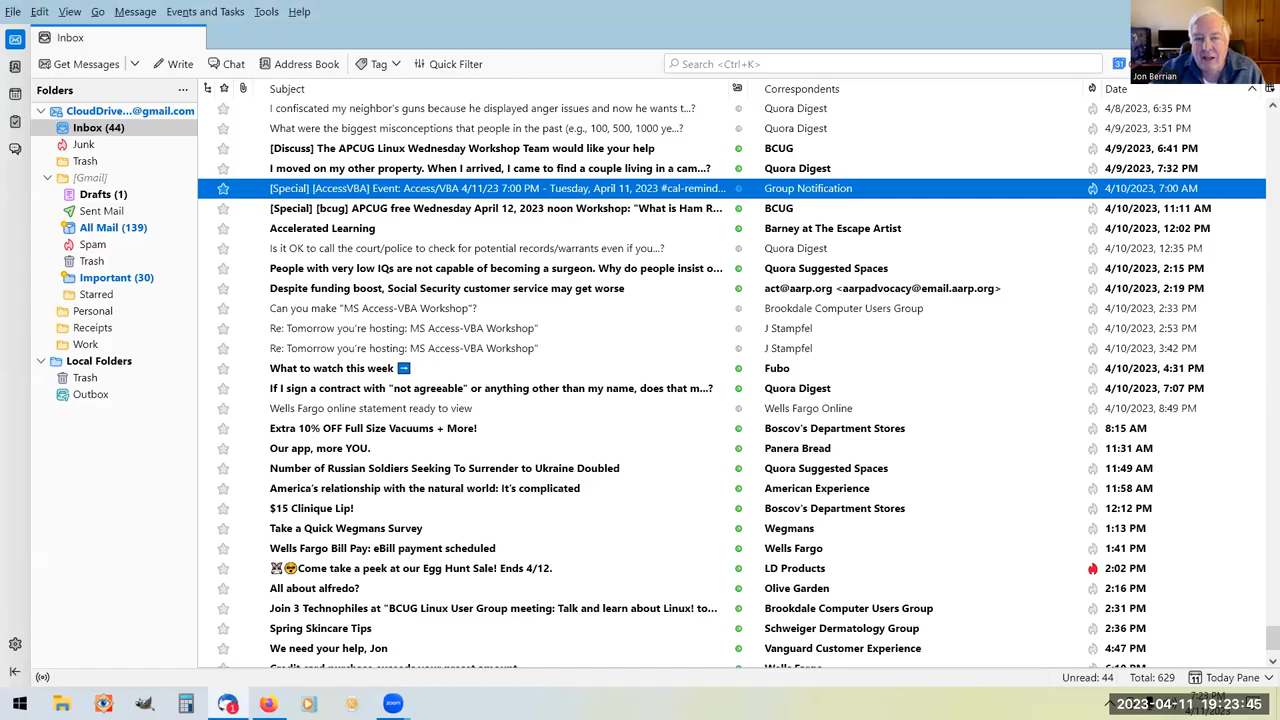 File Edit View Go Message Events and Tasks Tools Help
Inbox
Get Messages Write Chat Address Book Tag Quick Filter Search <Ctrl+K> 31
Jon Berrian
Folders Subject Correspondents Date
CloudDrive...@gmail.com
Inbox (44)
Junk
Trash
[Gmail]
Drafts (1)
Sent Mail
All Mail (139)
Spam
Trash
Important (30)
Starred
Personal
Receipts
Work
Local Folders
Trash
Outbox
I confiscated my neighbor's guns because he displayed anger issues and now he wants t...? Quora Digest 4/8/2023, 6:35 PM
What were the biggest misconceptions that people in the past (e.g., 100, 500, 1000 ye...? Quora Digest 4/9/2023, 3:51 PM
[Discuss] The APCUG Linux Wednesday Workshop Team would like your help BCUG 4/9/2023, 6:41 PM
I moved on my other property. When I arrived, I came to find a couple living in a cam...? Quora Digest 4/9/2023, 7:32 PM
[Special] [AccessVBA] Event: Access/VBA 4/11/23 7:00 PM - Tuesday, April 11, 2023 #cal-remind... Group Notification 4/10/2023, 7:00 AM
[Special] [bcug] APCUG free Wednesday April 12, 2023 noon Workshop: "What is Ham R... BCUG 4/10/2023, 11:11 AM
Accelerated Learning Barney at The Escape Artist 4/10/2023, 12:02 PM
Is it OK to call the court/police to check for potential records/warrants even if you...? Quora Digest 4/10/2023, 12:35 PM
People with very low IQs are not capable of becoming a surgeon. Why do people insist o... Quora Suggested Spaces 4/10/2023, 2:15 PM
Despite funding boost, Social Security customer service may get worse act@aarp.org <aarpadvocacy@email.aarp.org> 4/10/2023, 2:19 PM
Can you make "MS Access-VBA Workshop"? Brookdale Computer Users Group 4/10/2023, 2:33 PM
Re: Tomorrow you're hosting: MS Access-VBA Workshop" J Stampfel 4/10/2023, 2:53 PM
Re: Tomorrow you're hosting: MS Access-VBA Workshop" J Stampfel 4/10/2023, 3:42 PM
What to watch this week ➡ Fubo 4/10/2023, 4:31 PM
If I sign a contract with "not agreeable" or anything other than my name, does that m...? Quora Digest 4/10/2023, 7:07 PM
Wells Fargo online statement ready to view Wells Fargo Online 4/10/2023, 8:49 PM
Extra 10% OFF Full Size Vacuums + More! Boscov's Department Stores 8:15 AM
Our app, more YOU. Panera Bread 11:31 AM
Number of Russian Soldiers Seeking To Surrender to Ukraine Doubled Quora Suggested Spaces 11:49 AM
America's relationship with the natural world: It's complicated American Experience 11:58 AM
$15 Clinique Lip! Boscov's Department Stores 12:12 PM
Take a Quick Wegmans Survey Wegmans 1:13 PM
Wells Fargo Bill Pay: eBill payment scheduled Wells Fargo 1:41 PM
Come take a peek at our Egg Hunt Sale! Ends 4/12. LD Products 2:02 PM
All about alfredo? Olive Garden 2:16 PM
Join 3 Technophiles at "BCUG Linux User Group meeting: Talk and learn about Linux! to... Brookdale Computer Users Group 2:31 PM
Spring Skincare Tips Schweiger Dermatology Group 2:36 PM
We need your help, Jon Vanguard Customer Experience 4:47 PM
Unread: 44 Total: 629 11 Today Pane
1 zoom
2023-04-11 19:23:45